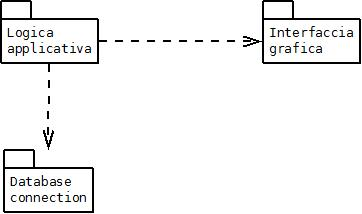 Logica
applicativa
Interfaccia
grafica
Database
connection